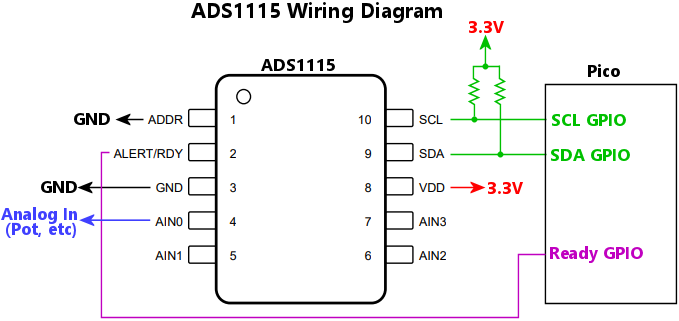 ADS1115 Wiring Diagram
3.3V
ADS1115
Pico
GND
ADDR
1
10
SCL
SCL GPIO
ALERT/RDY
2
9
SDA
SDA GPIO
GND
GND
3
8
VDD
3.3V
Analog In
(Pot, etc)
AIN0
4
7
AIN3
AIN1
5
6
AIN2
Ready GPIO